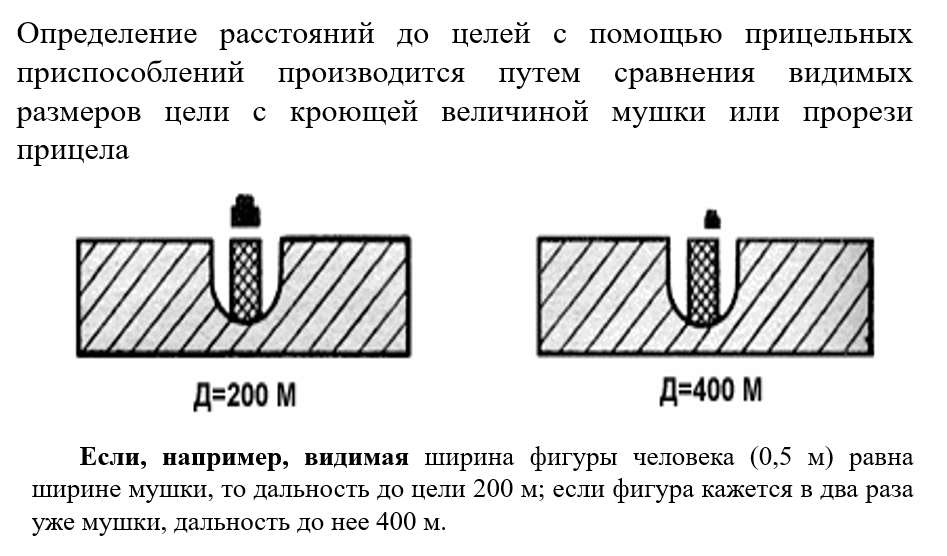 Определение расстояний до целей с помощью прицельных
приспособлений производится путем сравнения видимых
размеров цели с кроющей величиной мушки или прорези
прицела
Д=200 М
Д=400 М
Если, например, видимая ширина фигуры человека (0,5 м) равна
ширине мушки, то дальность до цели 200 м; если фигура кажется в два раза
уже мушки, дальность до нее 400 м.